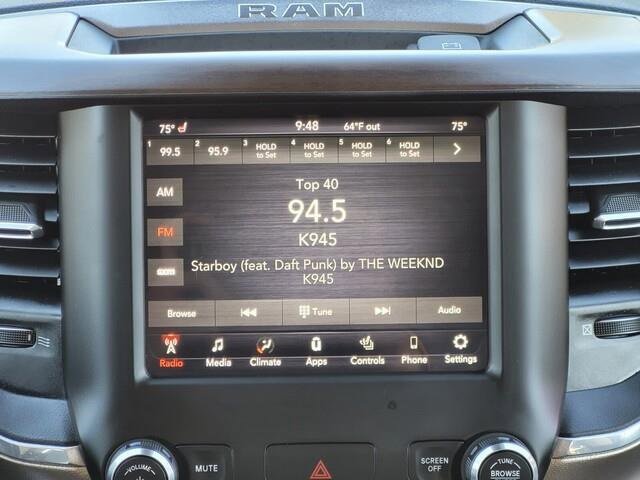 RAM
75° 9:48 64°F out 75°
1 99.5 2 95.9 3 HOLD to Set 4 HOLD to Set 5 HOLD to Set 6 HOLD to Set
Top 40
AM
94.5
FM
K945
Starboy (feat. Daft Punk) by THE WEEKND
K945
Browse Tune Audio
Radio Media Climate Apps Controls Phone Settings
VOLUME MUTE SCREEN OFF TUNE
BROWSE